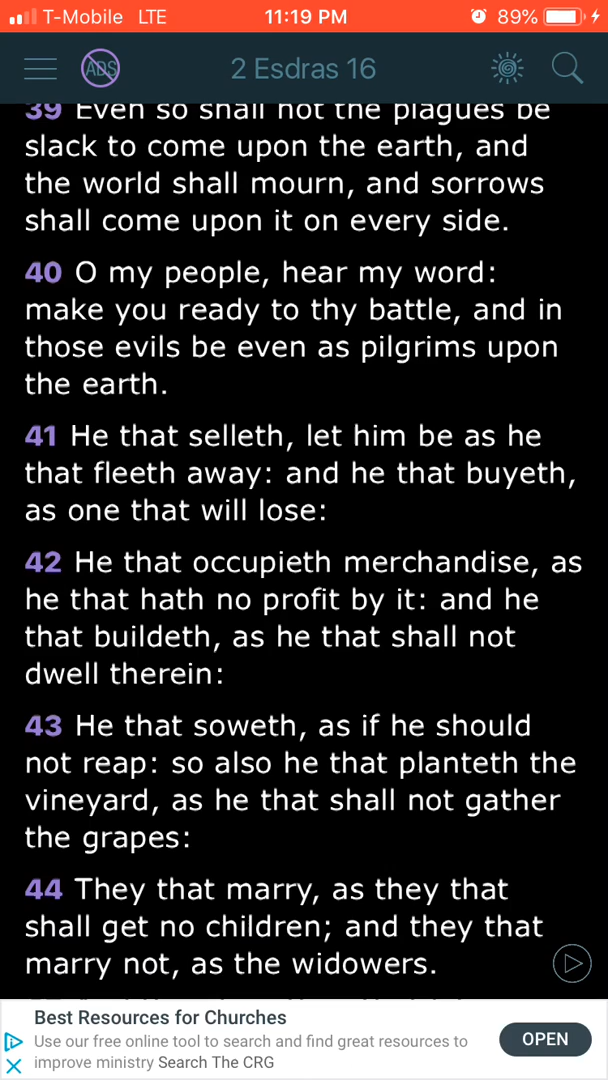 T-Mobile LTE 11:19 PM 89%
ADS 2 Esdras 16
39 Even so shall not the plagues be
slack to come upon the earth, and
the world shall mourn, and sorrows
shall come upon it on every side.
40 O my people, hear my word:
make you ready to thy battle, and in
those evils be even as pilgrims upon
the earth.
41 He that selleth, let him be as he
that fleeth away: and he that buyeth,
as one that will lose:
42 He that occupieth merchandise, as
he that hath no profit by it: and he
that buildeth, as he that shall not
dwell therein:
43 He that soweth, as if he should
not reap: so also he that planteth the
vineyard, as he that shall not gather
the grapes:
44 They that marry, as they that
shall get no children; and they that
marry not, as the widowers.
Best Resources for Churches
Use our free online tool to search and find great resources to
improve ministry Search The CRG
OPEN